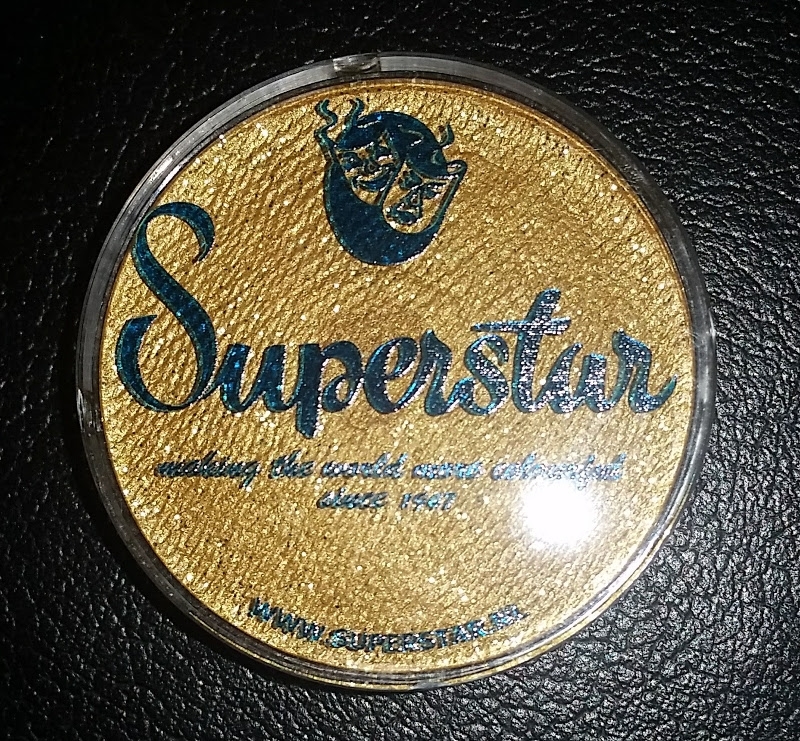 Superstar
making the world more colourful
since 1947
WWW.SUPERSTAR.NL